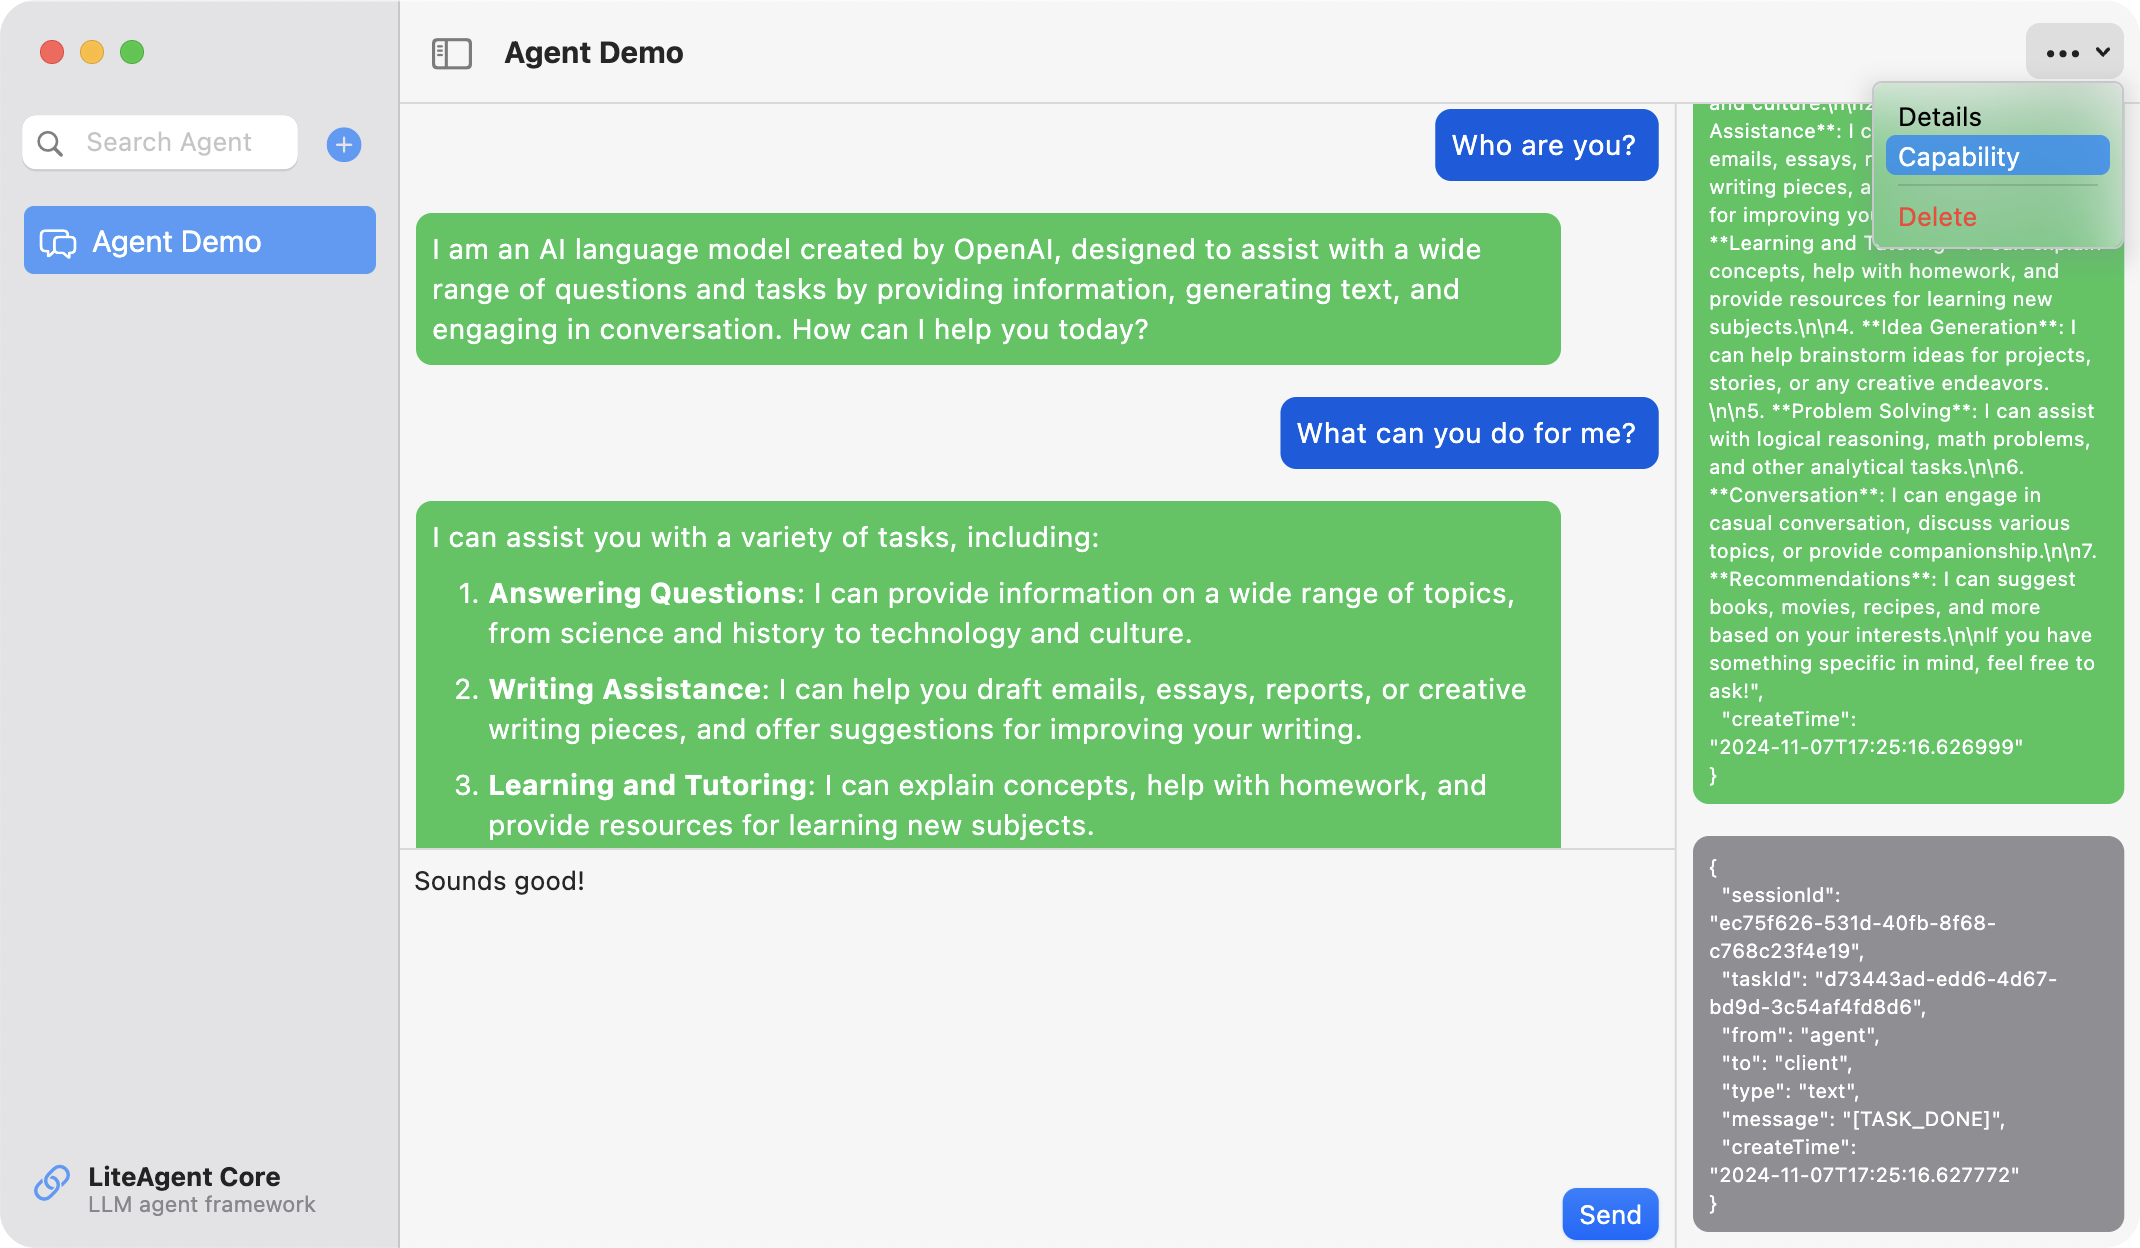 Agent Demo
Search Agent
Agent Demo
LiteAgent Core
LLM agent framework
Who are you?
I am an AI language model created by OpenAI, designed to assist with a wide
range of questions and tasks by providing information, generating text, and
engaging in conversation. How can I help you today?
What can you do for me?
I can assist you with a variety of tasks, including:
1. Answering Questions: I can provide information on a wide range of topics,
from science and history to technology and culture.
2. Writing Assistance: I can help you draft emails, essays, reports, or creative
writing pieces, and offer suggestions for improving your writing.
3. Learning and Tutoring: I can explain concepts, help with homework, and
provide resources for learning new subjects.
Sounds good!
Send
Details
Capability
Delete
and culture.\n\n2
Assistance**: I c
emails, essays, r
writing pieces, a
for improving you
**Learning and Tutoring**: I can explain
concepts, help with homework, and
provide resources for learning new
subjects.\n\n4. **Idea Generation**: I
can help brainstorm ideas for projects,
stories, or any creative endeavors.
\n\n5. **Problem Solving**: I can assist
with logical reasoning, math problems,
and other analytical tasks.\n\n6.
**Conversation**: I can engage in
casual conversation, discuss various
topics, or provide companionship.\n\n7.
**Recommendations**: I can suggest
books, movies, recipes, and more
based on your interests.\n\nIf you have
something specific in mind, feel free to
ask!",
"createTime":
"2024-11-07T17:25:16.626999"
}
{
"sessionId":
"ec75f626-531d-40fb-8f68-
c768c23f4e19",
"taskId": "d73443ad-edd6-4d67-
bd9d-3c54af4fd8d6",
"from": "agent",
"to": "client",
"type": "text",
"message": "[TASK_DONE]",
"createTime":
"2024-11-07T17:25:16.627772"
}